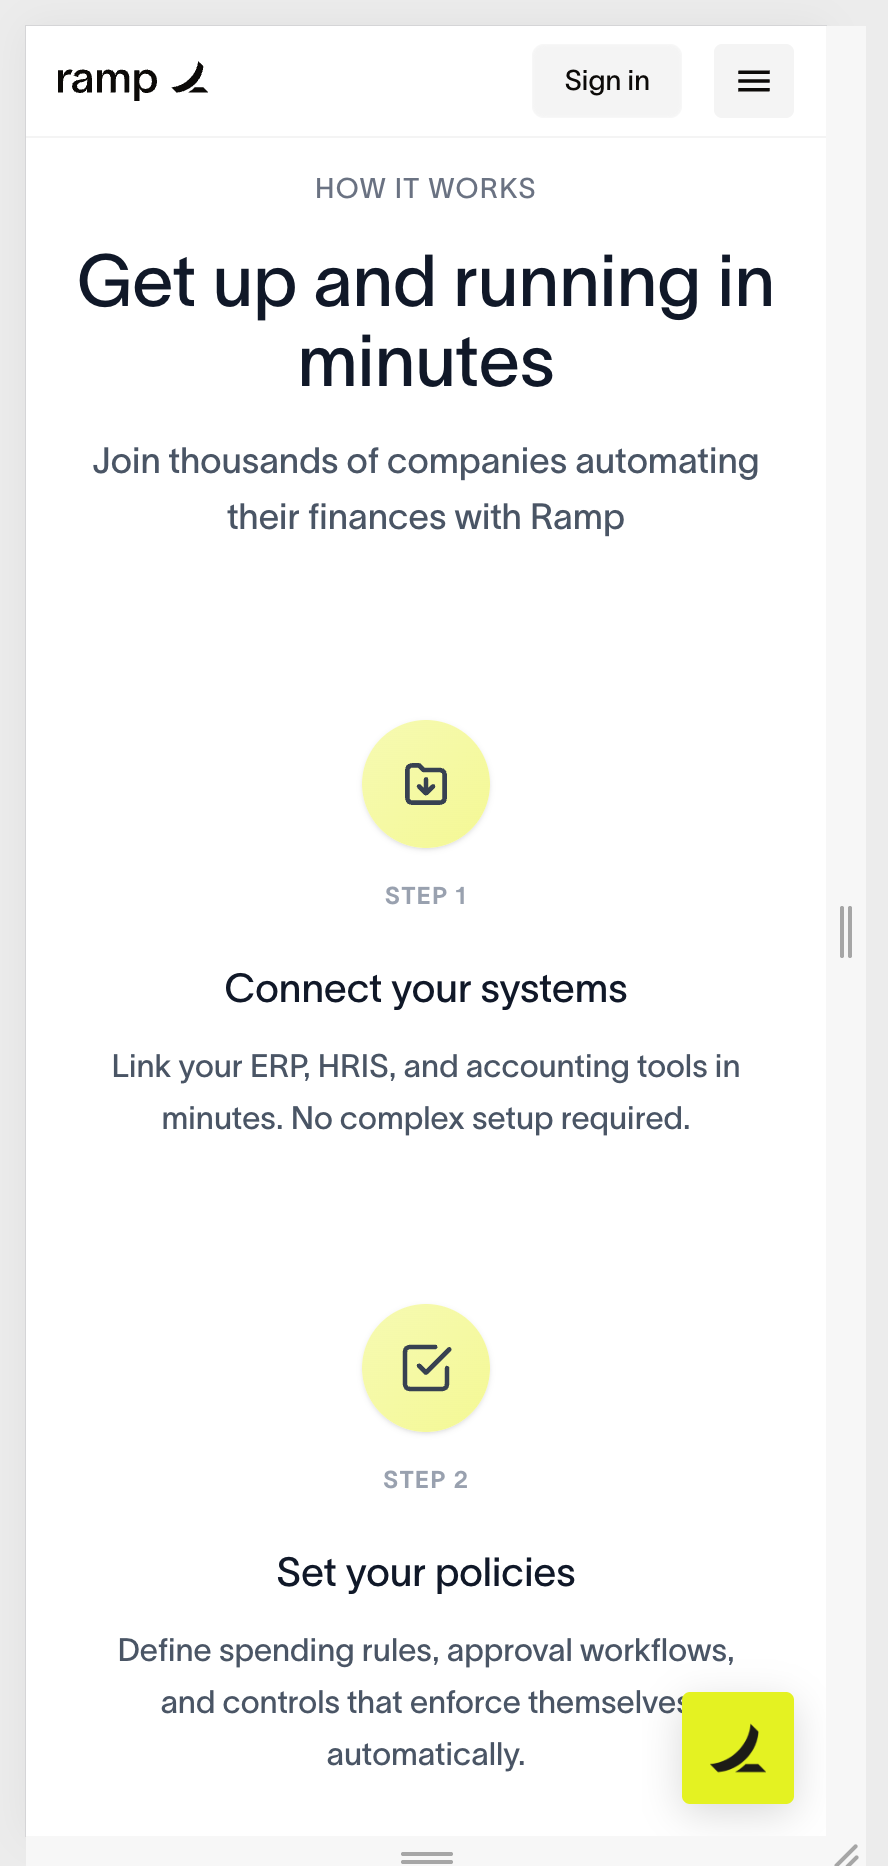 ramp
Sign in
HOW IT WORKS
Get up and running in
minutes
Join thousands of companies automating
their finances with Ramp
STEP 1
Connect your systems
Link your ERP, HRIS, and accounting tools in
minutes. No complex setup required.
STEP 2
Set your policies
Define spending rules, approval workflows,
and controls that enforce themselves
automatically.